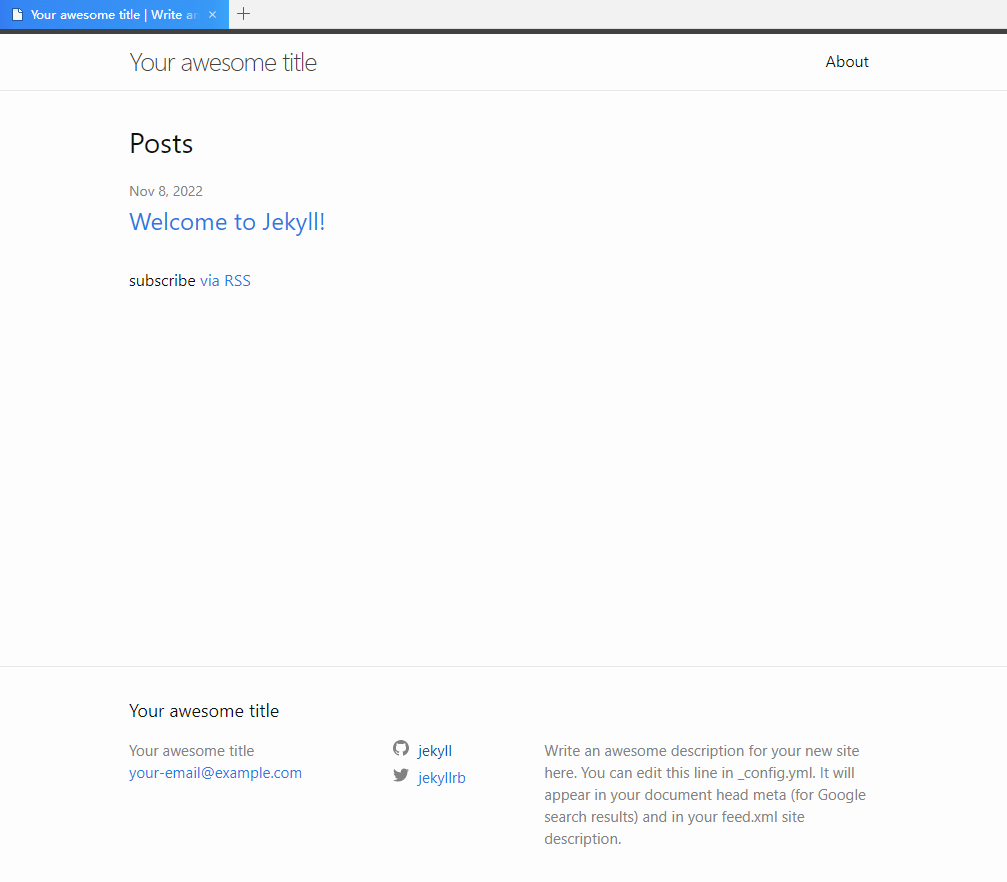 Your awesome title | Write an
Your awesome title
About
Posts
Nov 8, 2022
Welcome to Jekyll!
subscribe via RSS
Your awesome title
Your awesome title
your-email@example.com
jekyll
jekyllrb
Write an awesome description for your new site
here. You can edit this line in _config.yml. It will
appear in your document head meta (for Google
search results) and in your feed.xml site
description.